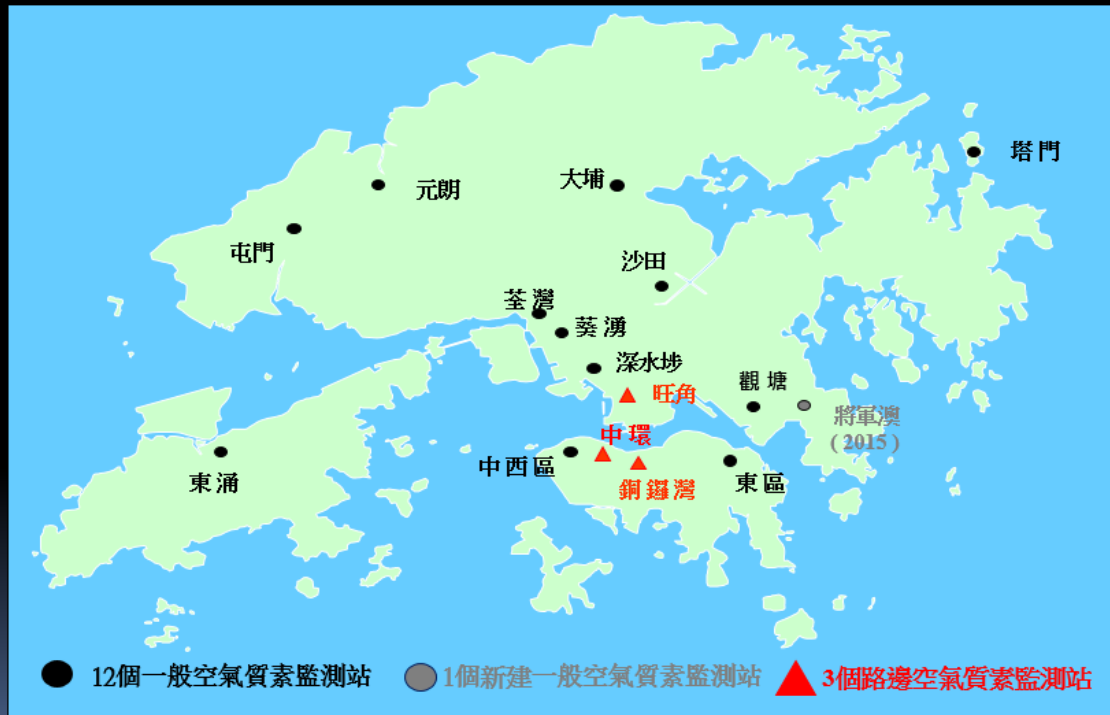 塔門
大埔
元朗
屯門
沙田
荃灣
葵湧
深水埗
觀塘
旺角
將軍澳
(2015)
中環
中西區
東涌
銅鑼灣
東區
12個一般空氣質素監測站
1個新建一般空氣質素監測站
3個路邊空氣質素監測站